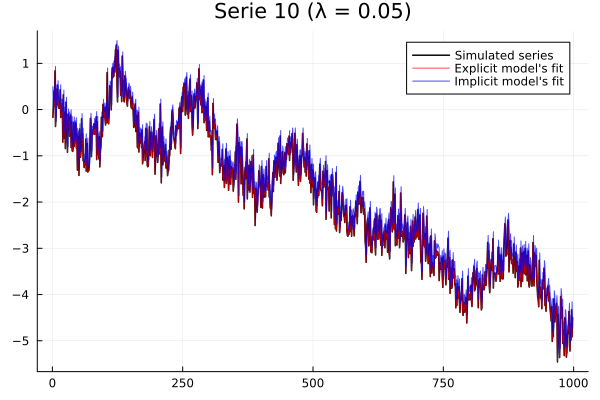 Serie 10 (λ = 0.05)
Simulated series
Explicit model's fit
Implicit model's fit
1
0
−1
−2
−3
−4
−5
0 250 500 750 1000